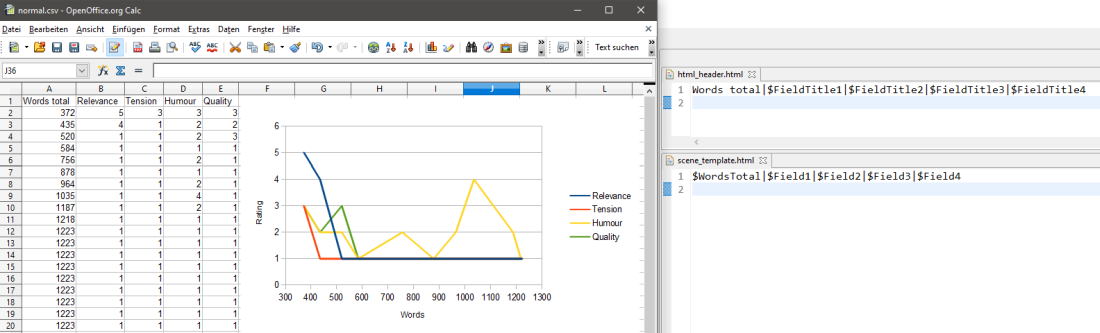 normal.csv - OpenOffice.org Calc
Datei Bearbeiten Ansicht Einfügen Format Extras Daten Fenster Hilfe
Text suchen
J36
A B C D E F G H I J K L
1 Words total Relevance Tension Humour Quality
2 372 5 3 3 3
3 435 4 1 2 2
4 520 1 1 2 3
5 584 1 1 1 1
6 756 1 1 2 1
7 878 1 1 1 1
8 964 1 1 2 1
9 1035 1 1 4 1
10 1187 1 1 2 1
11 1218 1 1 1 1
12 1223 1 1 1 1
13 1223 1 1 1 1
14 1223 1 1 1 1
15 1223 1 1 1 1
16 1223 1 1 1 1
17 1223 1 1 1 1
18 1223 1 1 1 1
19 1223 1 1 1 1
20 1223 1 1 1 1
6
5
4
3
2
1
0
Rating
300 400 500 600 700 800 900 1000 1100 1200 1300
Words
Relevance
Tension
Humour
Quality
html_header.html
1 Words total|$FieldTitle1|$FieldTitle2|$FieldTitle3|$FieldTitle4
2
scene_template.html
1 $WordsTotal|$Field1|$Field2|$Field3|$Field4
2